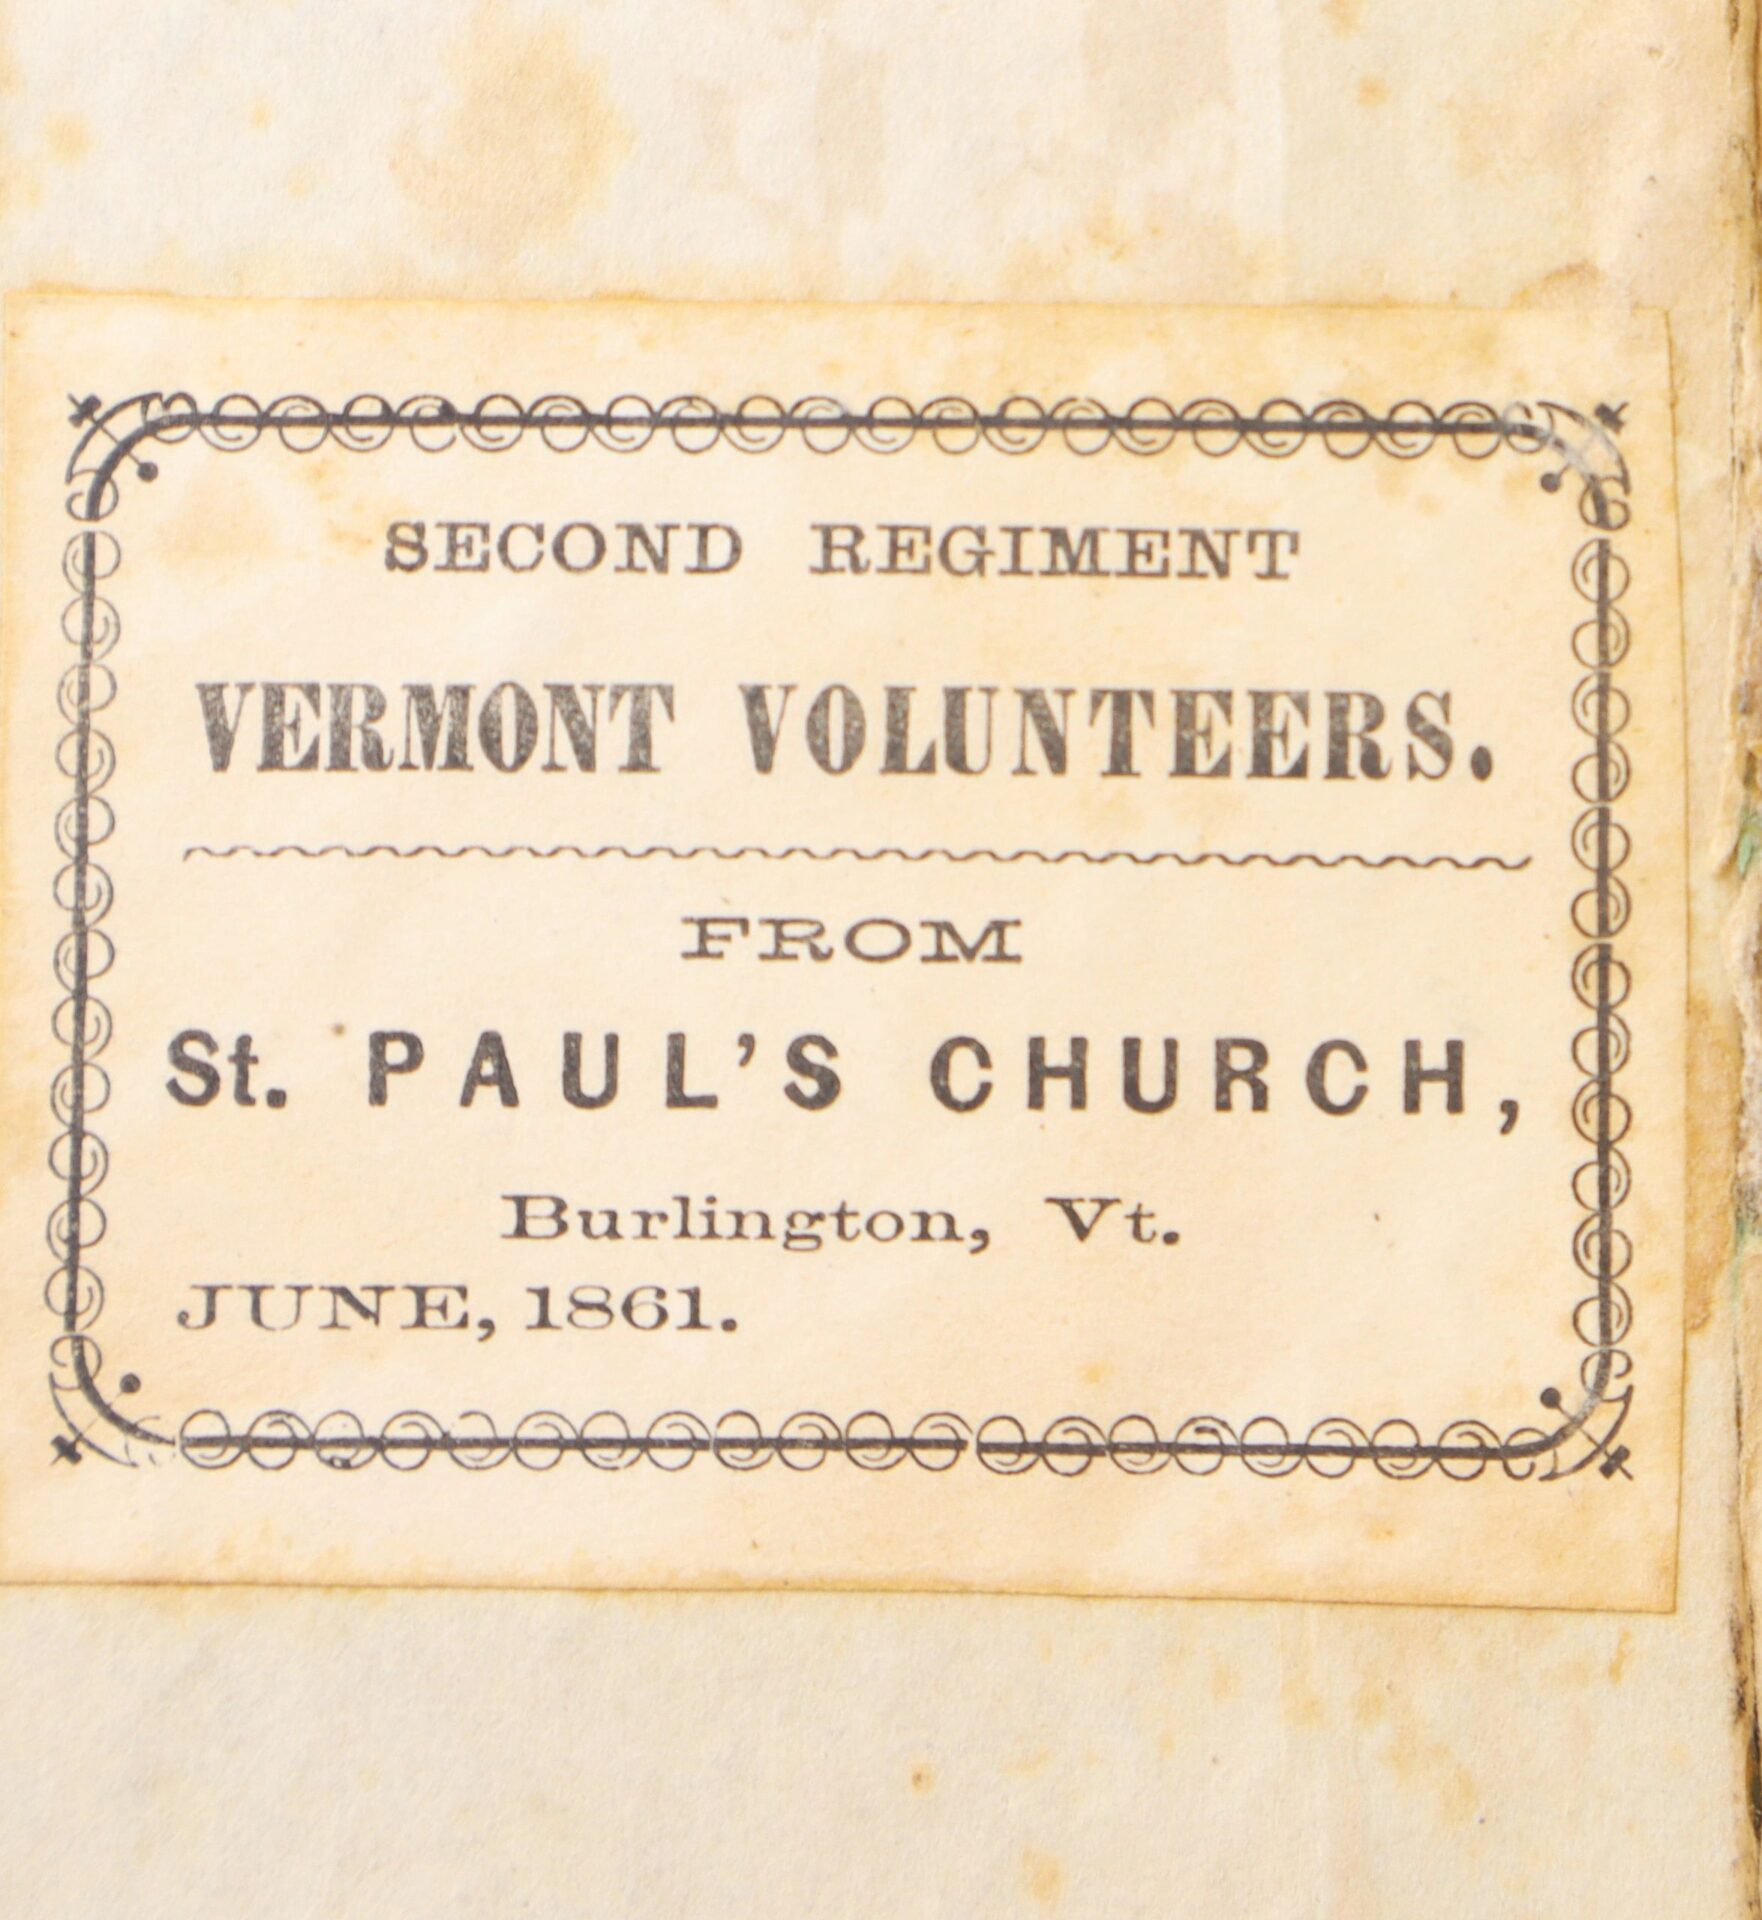 SECOND REGIMENT
VERMONT VOLUNTEERS.
FROM
St. PAUL'S CHURCH,
Burlington, Vt.
JUNE, 1861.